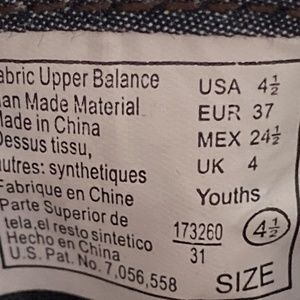 abric Upper Balance
an Made Material
ade in China
Dessus tissu,
utres: synthetiques
Fabrique en Chine
Parte Superior de
tela,el resto sintetico
Hecho en China
U.S. Pat. No. 7,056,558
USA 4½
EUR 37
MEX 24½
UK 4
Youths
173260
31
4½
SIZE